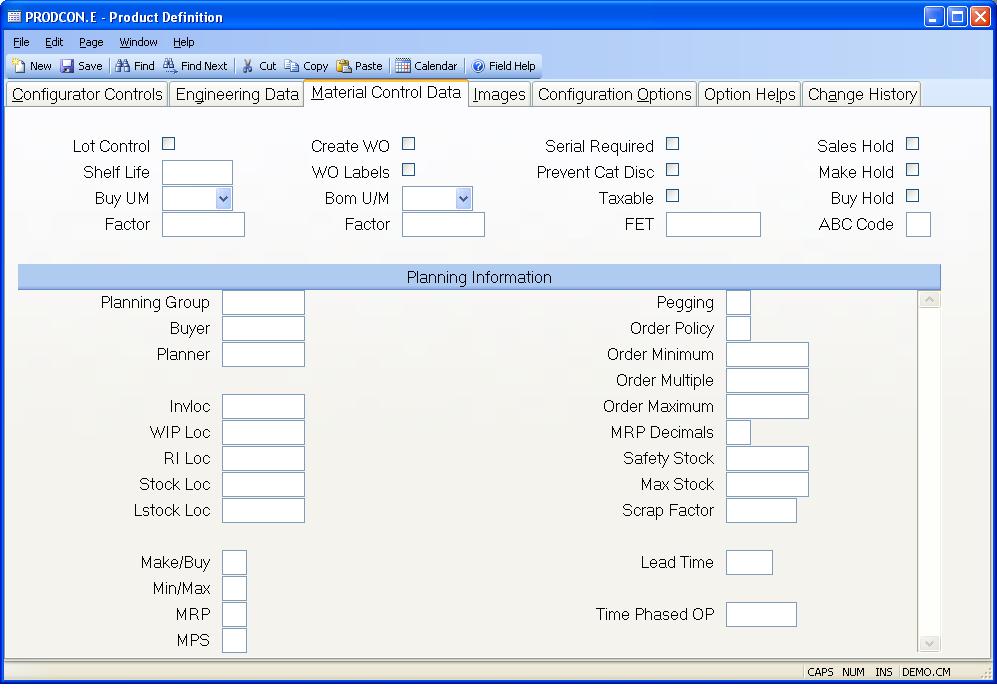 PRODCON.E - Product Definition
File Edit Page Window Help
New Save Find Find Next Cut Copy Paste Calendar Field Help
Configurator Controls Engineering Data Material Control Data Images Configuration Options Option Helps Change History
Lot Control Create WO Serial Required Sales Hold
Shelf Life WO Labels Prevent Cat Disc Make Hold
Buy UM Bom U/M Taxable Buy Hold
Factor Factor FET ABC Code
Planning Information
Planning Group Pegging
Buyer Order Policy
Planner Order Minimum
Order Multiple
Invloc Order Maximum
WIP Loc MRP Decimals
RI Loc Safety Stock
Stock Loc Max Stock
Lstock Loc Scrap Factor
Make/Buy Lead Time
Min/Max
MRP Time Phased OP
MPS
CAPS NUM INS DEMO.CM